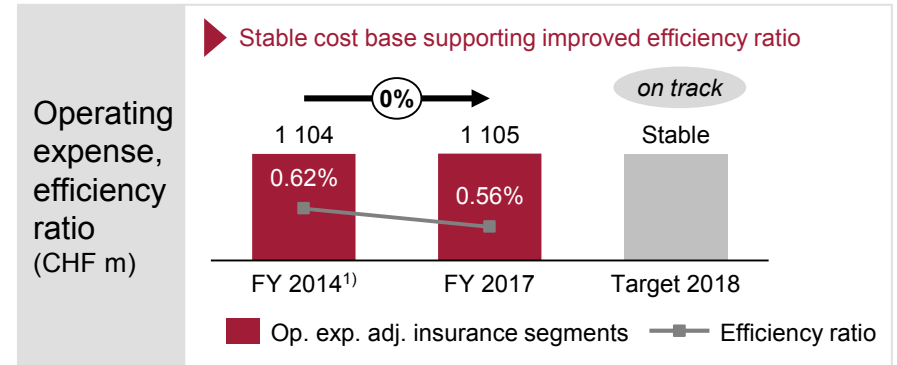 Operating
expense,
efficiency
ratio
(CHF m)
Stable cost base supporting improved efficiency ratio
0%
on track
1 104
1 105
Stable
0.62%
0.56%
FY 2014¹⁾
FY 2017
Target 2018
Op. exp. adj. insurance segments
Efficiency ratio